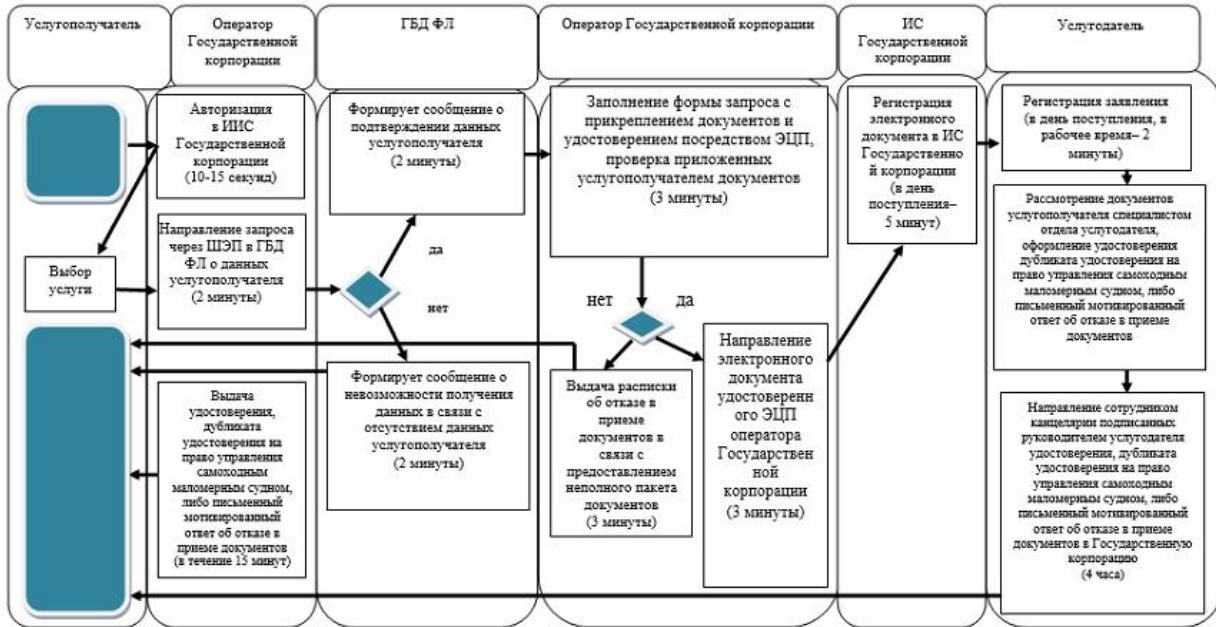 Услугополучатель
Оператор
Государственной
корпорации
ГБД ФЛ
Оператор Государственной корпорации
ИС
Государственной
корпорации
Услугодатель
Авторизация
в ИИС
Государственной
корпорации
(10-15 секунд)
Направление запроса
через ШЭП в ГБД
ФЛ о данных
услугополучателя
(2 минуты)
Выбор
услуги
Выдача
удостоверения,
дубликата
удостоверения на
право управления
самоходным
маломерным судном,
либо письменный
мотивированный
ответ об отказе в
приеме документов
(в течение 15 минут)
Формирует сообщение о
подтверждении данных
услугополучателя
(2 минуты)
да
нет
Формирует сообщение о
невозможности получения
данных в связи с
отсутствием данных
услугополучателя
(2 минуты)
Заполнение формы запроса с
прикреплением документов и
удостоверением посредством ЭЦП,
проверка приложенных
услугополучателем документов
(3 минуты)
нет
да
Выдача расписки
об отказе в
приеме
документов в
связи с
предоставлением
неполного пакета
документов
(3 минуты)
Направление
электронного
документа
удостоверен
ного ЭЦП
оператора
Государствен
ной
корпорации
(3 минуты)
Регистрация
электронного
документа в ИС
Государственно
й корпорации
(в день
поступления–
5 минут)
Регистрация заявления
(в день поступления, в
рабочее время– 2
минуты)
Рассмотрение документов
услугополучателя специалистом
отдела услугодателя,
оформление удостоверения
дубликата удостоверения на
право управления самоходным
маломерным судном, либо
письменный мотивированный
ответ об отказе в приеме
документов
Направление сотрудником
канцелярии подписанных
руководителем услугодателя
удостоверения, дубликата
удостоверения на право
управления самоходным
маломерным судном, либо
письменный мотивированный
ответ об отказе в приеме
документов в Государственную
корпорацию
(4 часа)